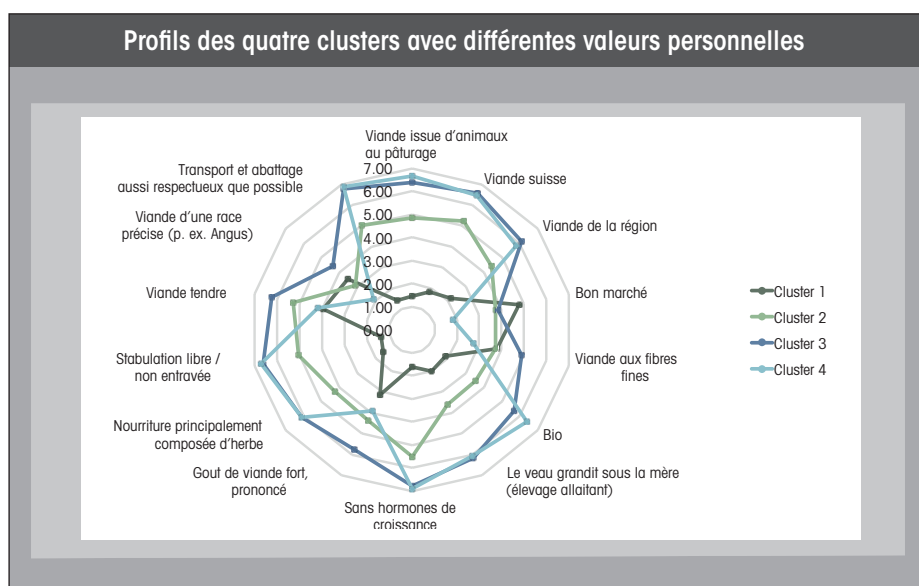 Profils des quatre clusters avec différentes valeurs personnelles
Viande issue d'animaux
au pâturage
Transport et abattage
aussi respectueux que possible
Viande suisse
Viande d'une race
précise (p. ex. Angus)
Viande de la région
Viande tendre
Bon marché
Stabulation libre /
non entravée
Viande aux fibres
fines
Nourriture principalement
composée d'herbe
Bio
Gout de viande fort,
prononcé
Le veau grandit sous la mère
(élevage allaitant)
Sans hormones de
croissance
7.00
6.00
5.00
4.00
3.00
2.00
1.00
0.00
Cluster 1
Cluster 2
Cluster 3
Cluster 4